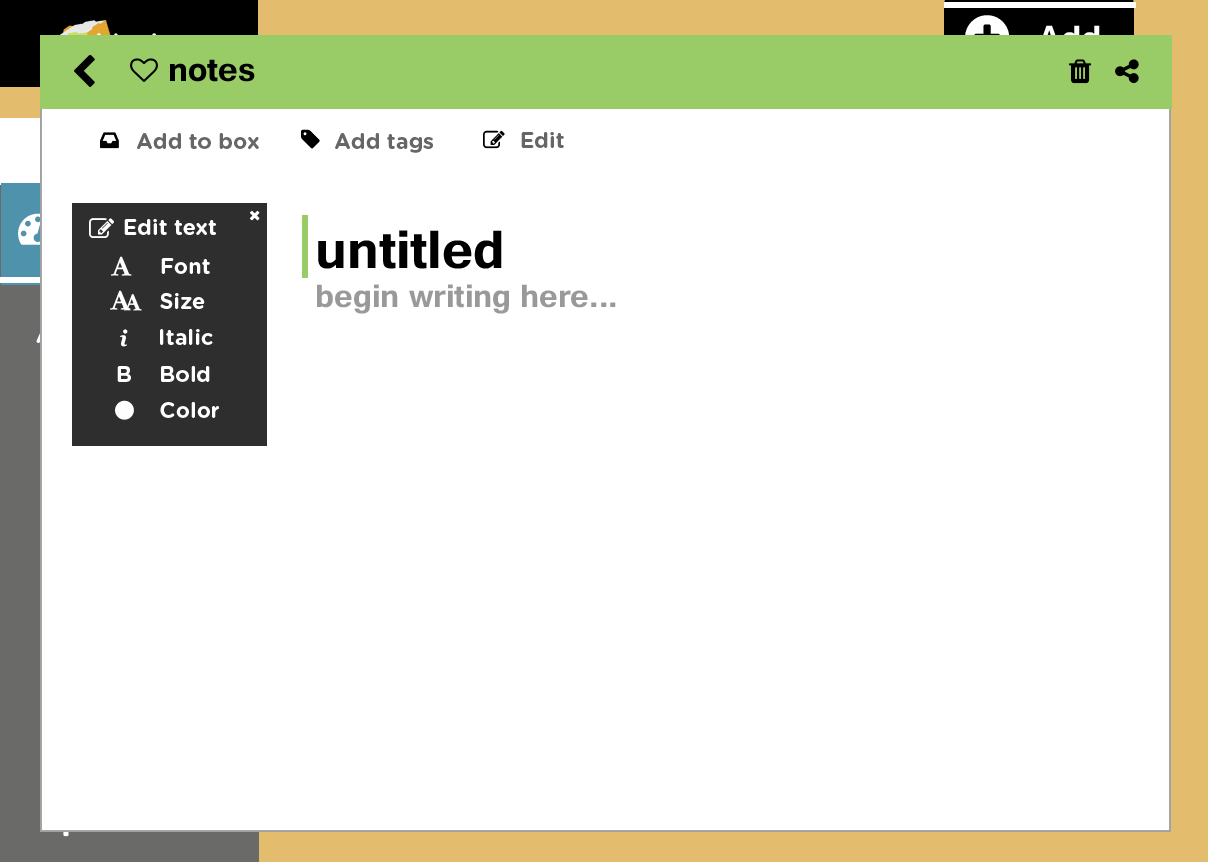 Add
notes
Add to box
Add tags
Edit
Edit text
A Font
AA Size
i Italic
B Bold
Color
untitled
begin writing here...